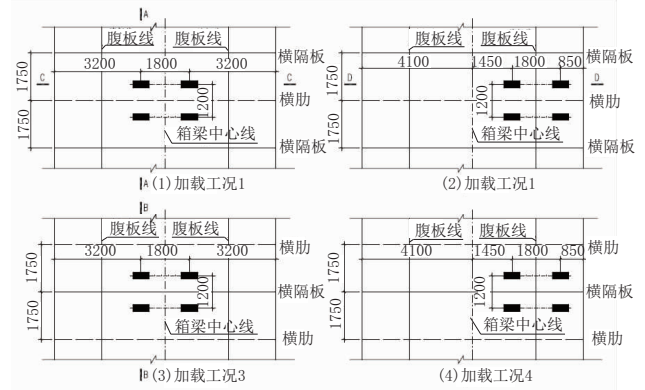 A
腹板线 腹板线
3200 1800 3200
横隔板
1750
C C
横肋
1200
1750
箱梁中心线
横隔板
A (1)加载工况1
腹板线 腹板线
4100 1450 1800 850
横隔板
1750
D D
横肋
1200
1750
箱梁中心线
横隔板
(2)加载工况1
B
腹板线 腹板线
3200 1800 3200
横肋
1750
1200
横隔板
1750
箱梁中心线
横肋
B (3)加载工况3
腹板线 腹板线
4100 1450 1800 850
横肋
1750
1200
横隔板
1750
箱梁中心线
横肋
(4)加载工况4